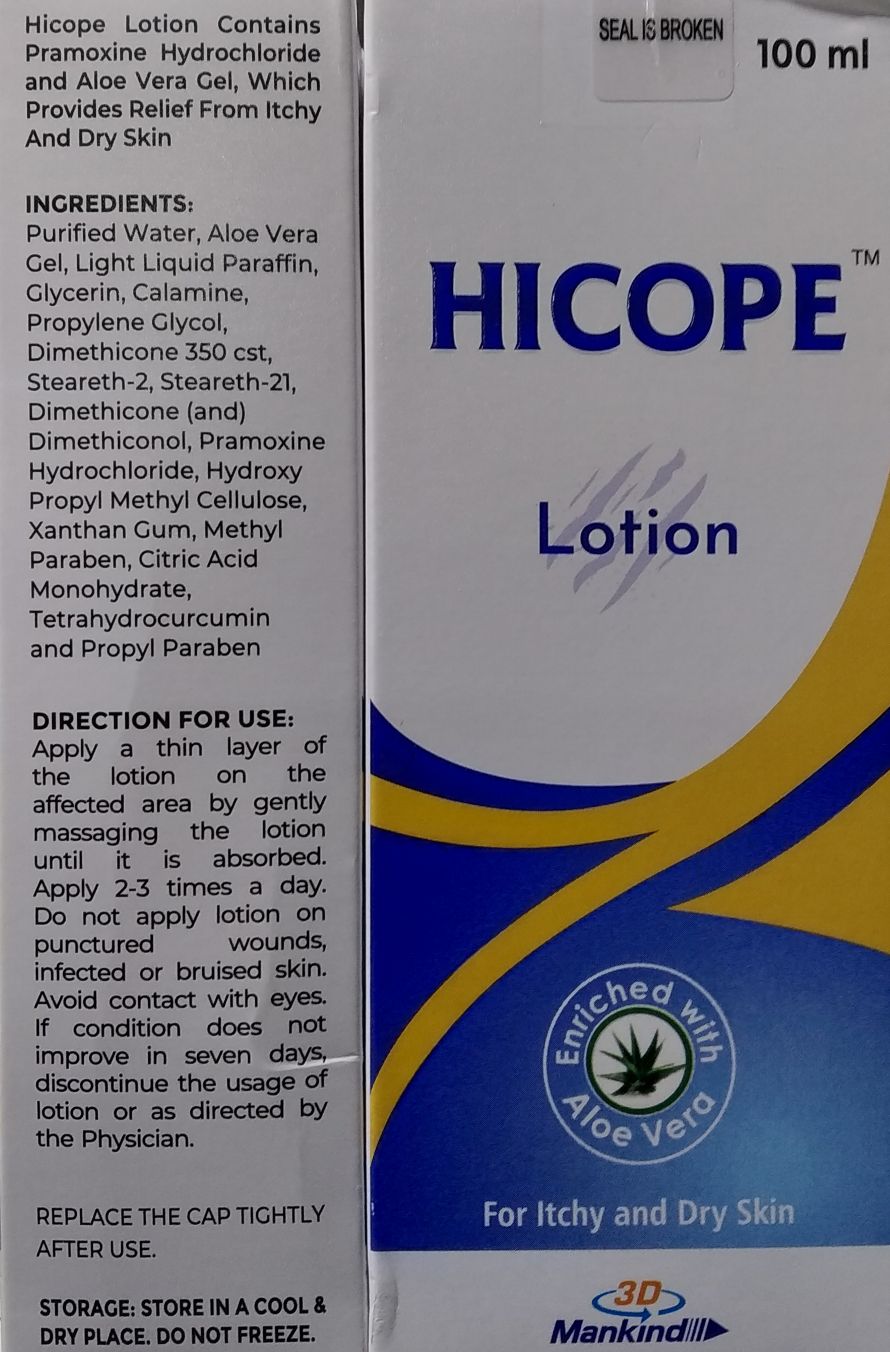 Hicope Lotion Contains
Pramoxine Hydrochloride
and Aloe Vera Gel, Which
Provides Relief From Itchy
And Dry Skin
INGREDIENTS:
Purified Water, Aloe Vera
Gel, Light Liquid Paraffin,
Glycerin, Calamine,
Propylene Glycol,
Dimethicone 350 cst,
Steareth-2, Steareth-21,
Dimethicone (and)
Dimethiconol, Pramoxine
Hydrochloride, Hydroxy
Propyl Methyl Cellulose,
Xanthan Gum, Methyl
Paraben, Citric Acid
Monohydrate,
Tetrahydrocurcumin
and Propyl Paraben
DIRECTION FOR USE:
Apply a thin layer of
the lotion on the
affected area by gently
massaging the lotion
until it is absorbed.
Apply 2-3 times a day.
Do not apply lotion on
punctured wounds,
infected or bruised skin.
Avoid contact with eyes.
If condition does not
improve in seven days,
discontinue the usage of
lotion or as directed by
the Physician.
REPLACE THE CAP TIGHTLY
AFTER USE.
STORAGE: STORE IN A COOL &
DRY PLACE. DO NOT FREEZE.
SEAL IS BROKEN
100 ml
HICOPE™
Lotion
Enriched with
Aloe Vera
For Itchy and Dry Skin
3D
Mankind